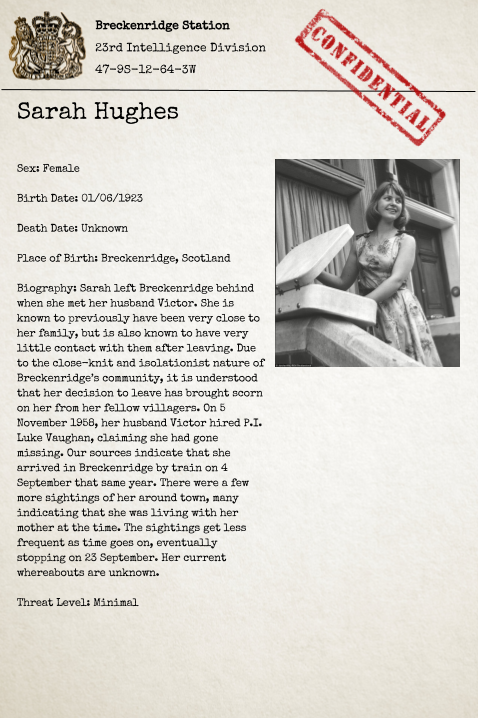 Breckenridge Station
23rd Intelligence Division
47-9S-12-64-3W
CONFIDENTIAL
Sarah Hughes
Sex: Female
Birth Date: 01/06/1923
Death Date: Unknown
Place of Birth: Breckenridge, Scotland
Biography: Sarah left Breckenridge behind
when she met her husband Victor. She is
known to previously have been very close to
her family, but is also known to have very
little contact with them after leaving. Due
to the close-knit and isolationist nature of
Breckenridge's community, it is understood
that her decision to leave has brought scorn
on her from her fellow villagers. On 5
November 1958, her husband Victor hired P.I.
Luke Vaughan, claiming she had gone
missing. Our sources indicate that she
arrived in Breckenridge by train on 4
September that same year. There were a few
more sightings of her around town, many
indicating that she was living with her
mother at the time. The sightings get less
frequent as time goes on, eventually
stopping on 23 September. Her current
whereabouts are unknown.
Threat Level: Minimal